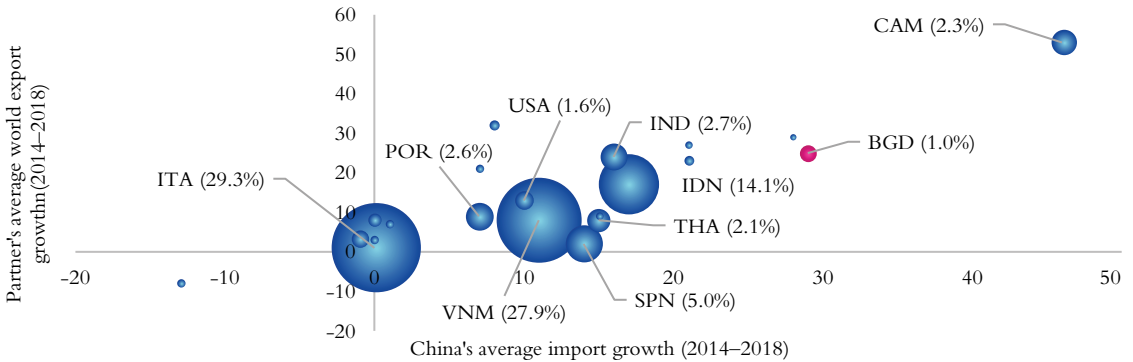 60
CAM (2.3%)
50
40
USA (1.6%)
30
IND (2.7%)
BGD (1.0%)
POR (2.6%)
20
ITA (29.3%)
IDN (14.1%)
10
THA (2.1%)
0
-20
-10
0
10
20
30
40
50
-10
SPN (5.0%)
VNM (27.9%)
-20
China's average import growth (2014–2018)
Partner's average world export
growthn(2014–2018)